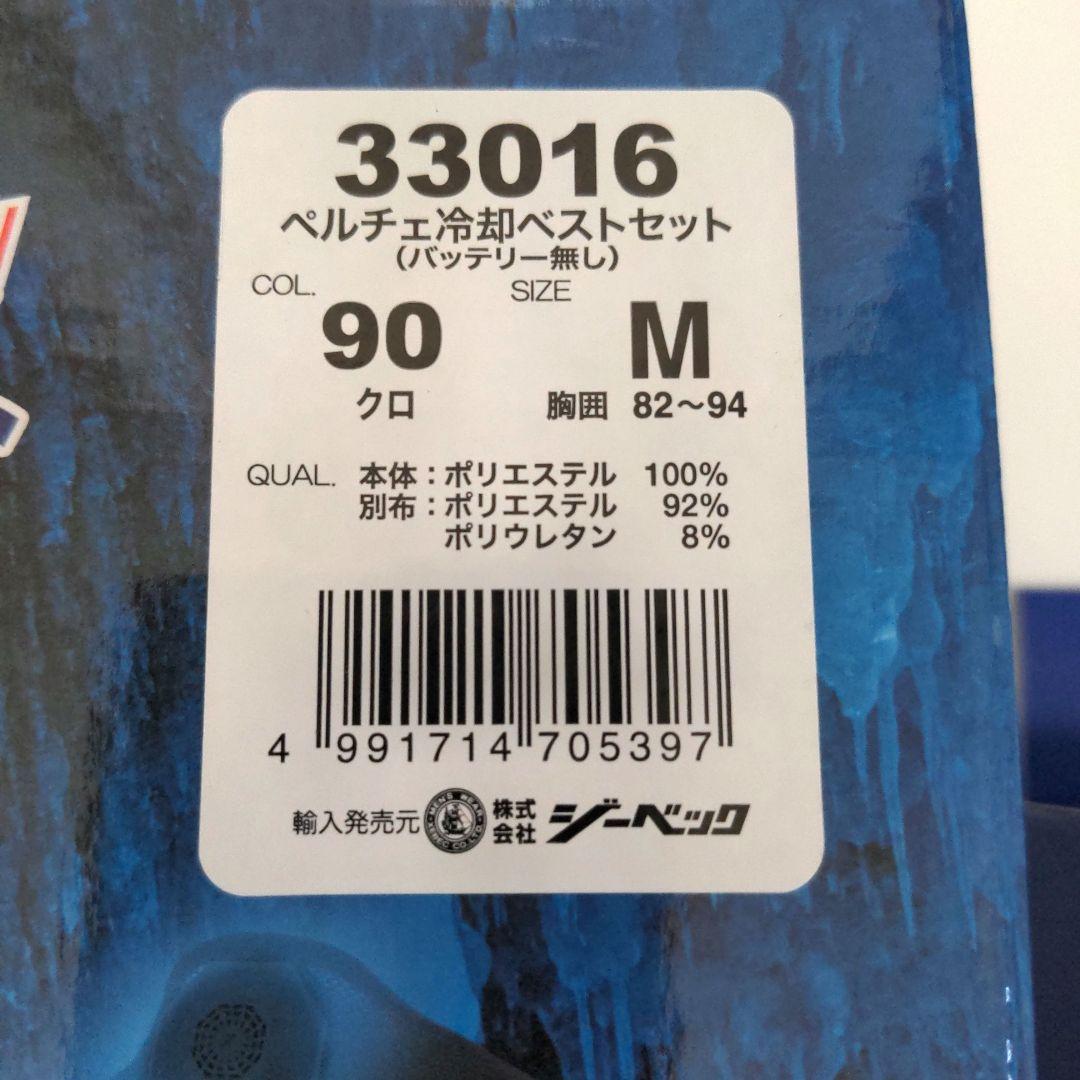 33016
ペルチェ冷却ベストセット
（バッテリー無し）
COL. SIZE
90 M
クロ 胸囲 82〜94
QUAL. 本体：ポリエステル 100%
別布：ポリエステル 92%
ポリウレタン 8%
4 991714 705397
輸入発売元 株式会社 ジーベック